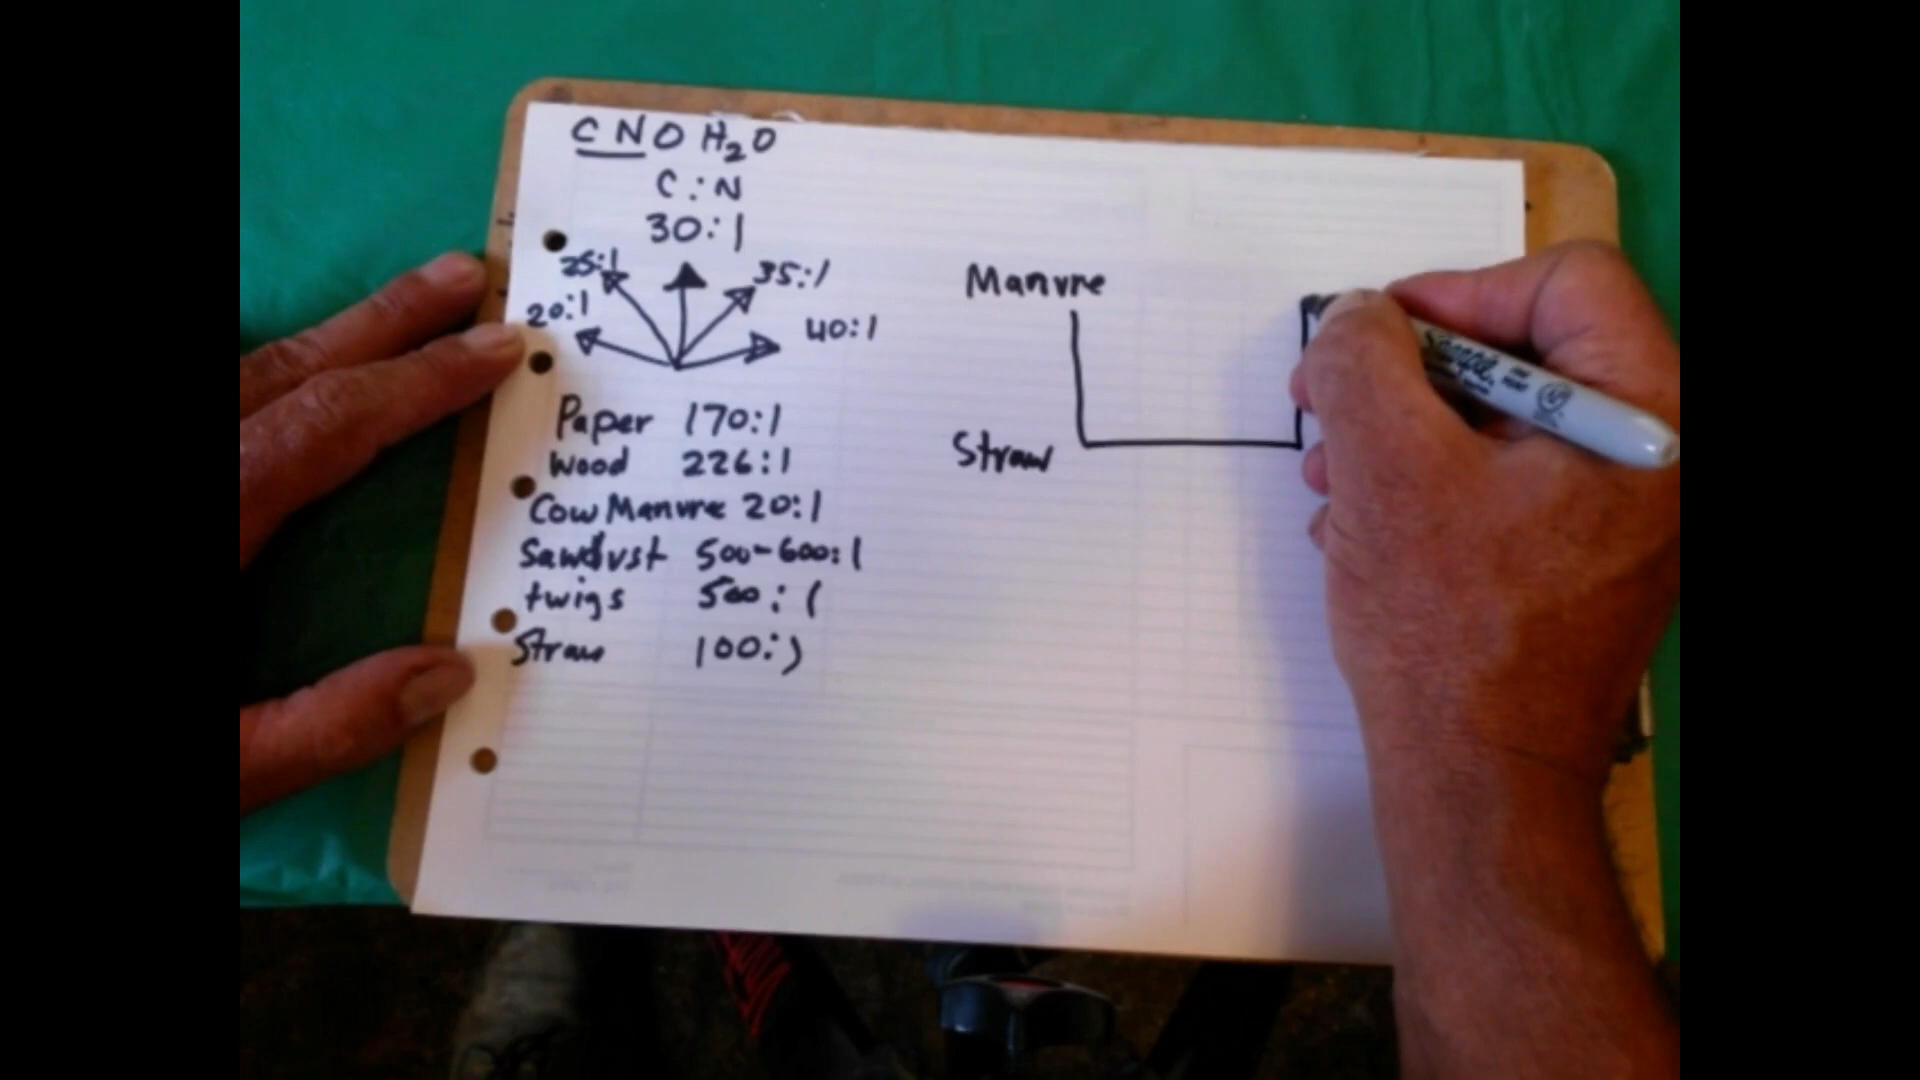 C N O H2O
C:N
30:1
25:1
35:1
20:1
40:1
Paper 170:1
Wood 226:1
Cow Manure 20:1
Sawdust 500-600:1
twigs 500:1
Straw 100:1
Manure
Straw